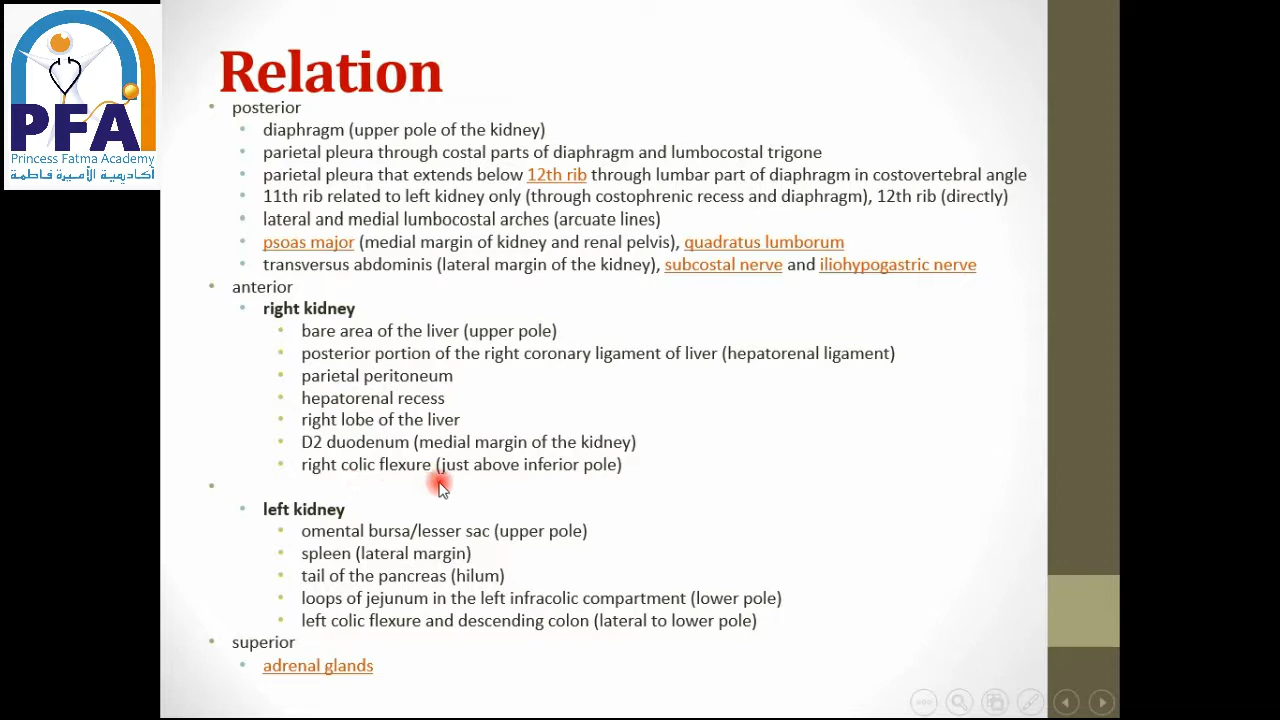 PFA
Princess Fatma Academy
أكاديمية الأميرة فاطمة
Relation
posterior
diaphragm (upper pole of the kidney)
parietal pleura through costal parts of diaphragm and lumbocostal trigone
parietal pleura that extends below 12th rib through lumbar part of diaphragm in costovertebral angle
11th rib related to left kidney only (through costophrenic recess and diaphragm), 12th rib (directly)
lateral and medial lumbocostal arches (arcuate lines)
psoas major (medial margin of kidney and renal pelvis), quadratus lumborum
transversus abdominis (lateral margin of the kidney), subcostal nerve and iliohypogastric nerve
anterior
right kidney
bare area of the liver (upper pole)
posterior portion of the right coronary ligament of liver (hepatorenal ligament)
parietal peritoneum
hepatorenal recess
right lobe of the liver
D2 duodenum (medial margin of the kidney)
right colic flexure (just above inferior pole)
left kidney
omental bursa/lesser sac (upper pole)
spleen (lateral margin)
tail of the pancreas (hilum)
loops of jejunum in the left infracolic compartment (lower pole)
left colic flexure and descending colon (lateral to lower pole)
superior
adrenal glands